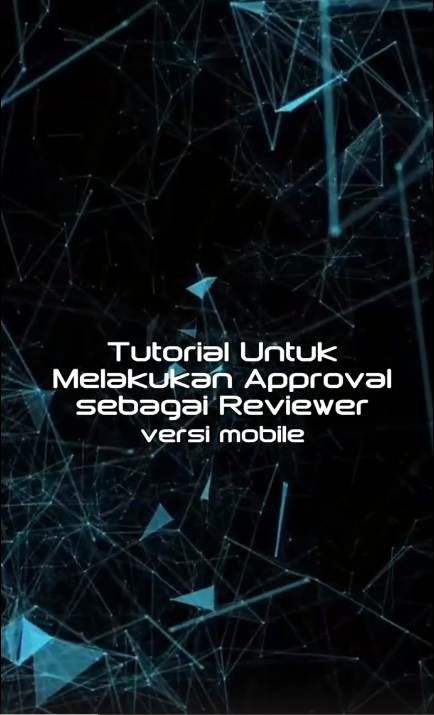 Tutorial Untuk
Melakukan Approval
sebagai Reviewer
versi mobile